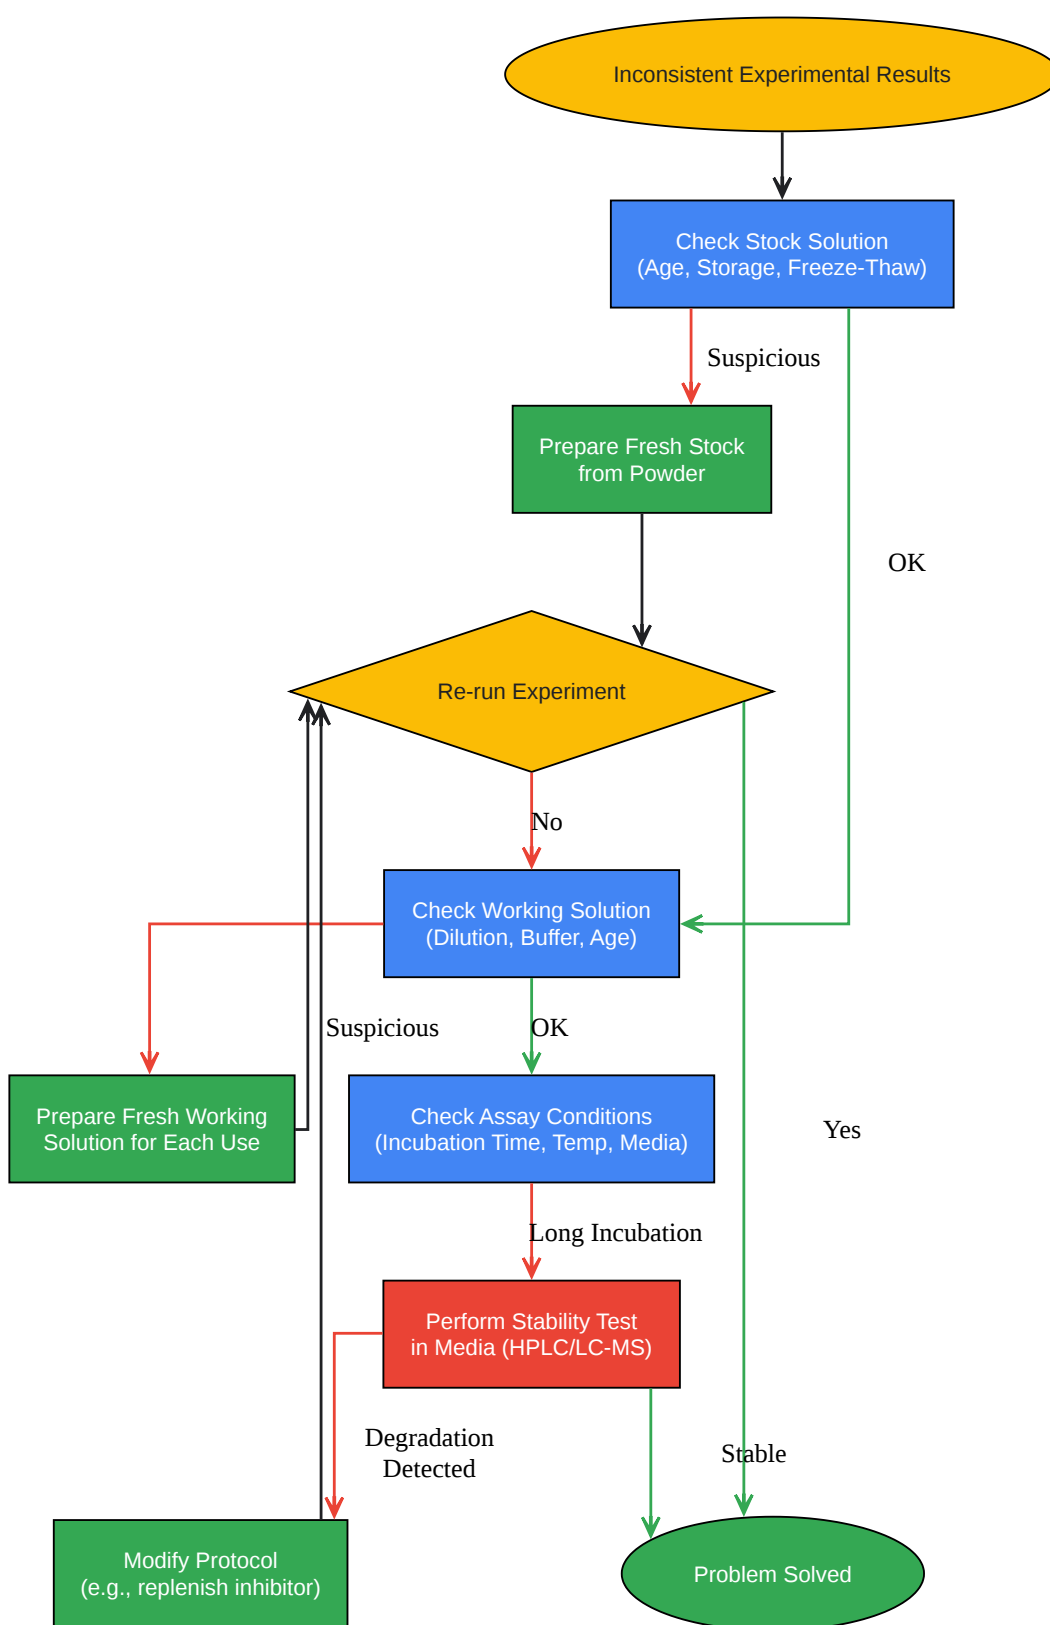 Inconsistent Experimental Results
Check Stock Solution
(Age, Storage, Freeze-Thaw)
Suspicious
Prepare Fresh Stock
from Powder
OK
Re-run Experiment
No
Check Working Solution
(Dilution, Buffer, Age)
Suspicious
OK
Prepare Fresh Working
Solution for Each Use
Check Assay Conditions
(Incubation Time, Temp, Media)
Yes
Long Incubation
Perform Stability Test
in Media (HPLC/LC-MS)
Degradation
Detected
Stable
Modify Protocol
(e.g., replenish inhibitor)
Problem Solved